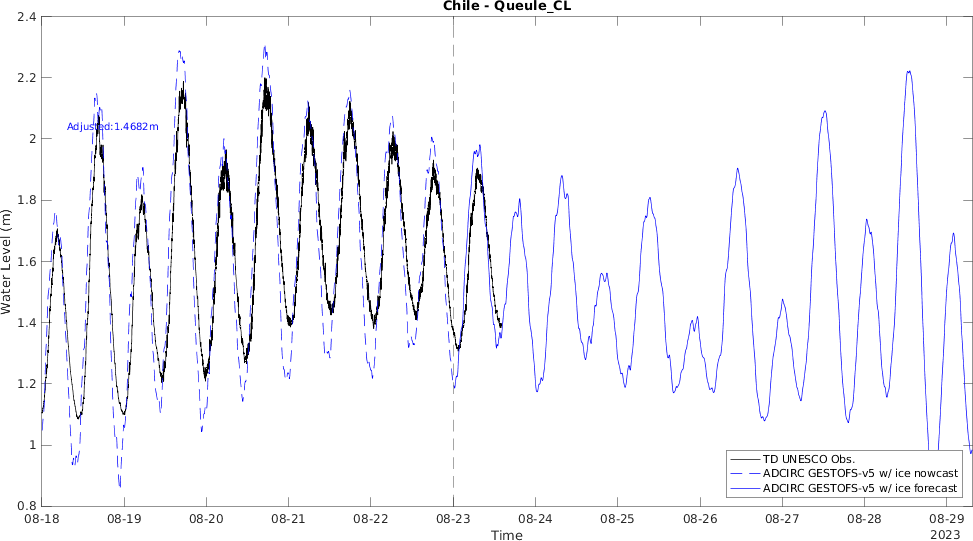 Chile - Queule_CL
2.4
2.2
2
1.8
1.6
1.4
1.2
1
0.8
Water Level (m)
Adjusted:1.4682m
TD UNESCO Obs.
ADCIRC GESTOFS-v5 w/ ice nowcast
ADCIRC GESTOFS-v5 w/ ice forecast
08-18 08-19 08-20 08-21 08-22 08-23 08-24 08-25 08-26 08-27 08-28 08-29
2023
Time